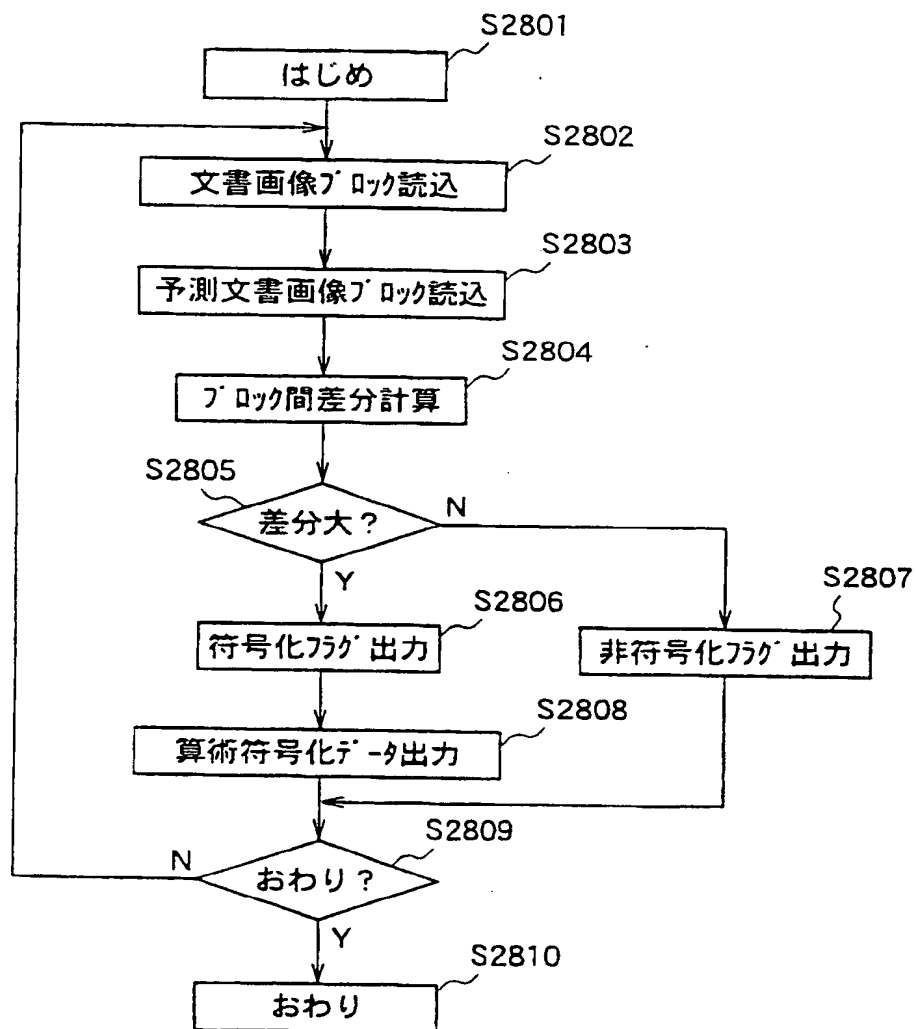 S2801
はじめ
S2802
文書画像ブロック読込
S2803
予測文書画像ブロック読込
S2804
ブロック間差分計算
S2805
差分大?
N
Y
S2806
符号化フラグ出力
S2807
非符号化フラグ出力
S2808
算術符号化データ出力
S2809
おわり?
N
Y
S2810
おわり